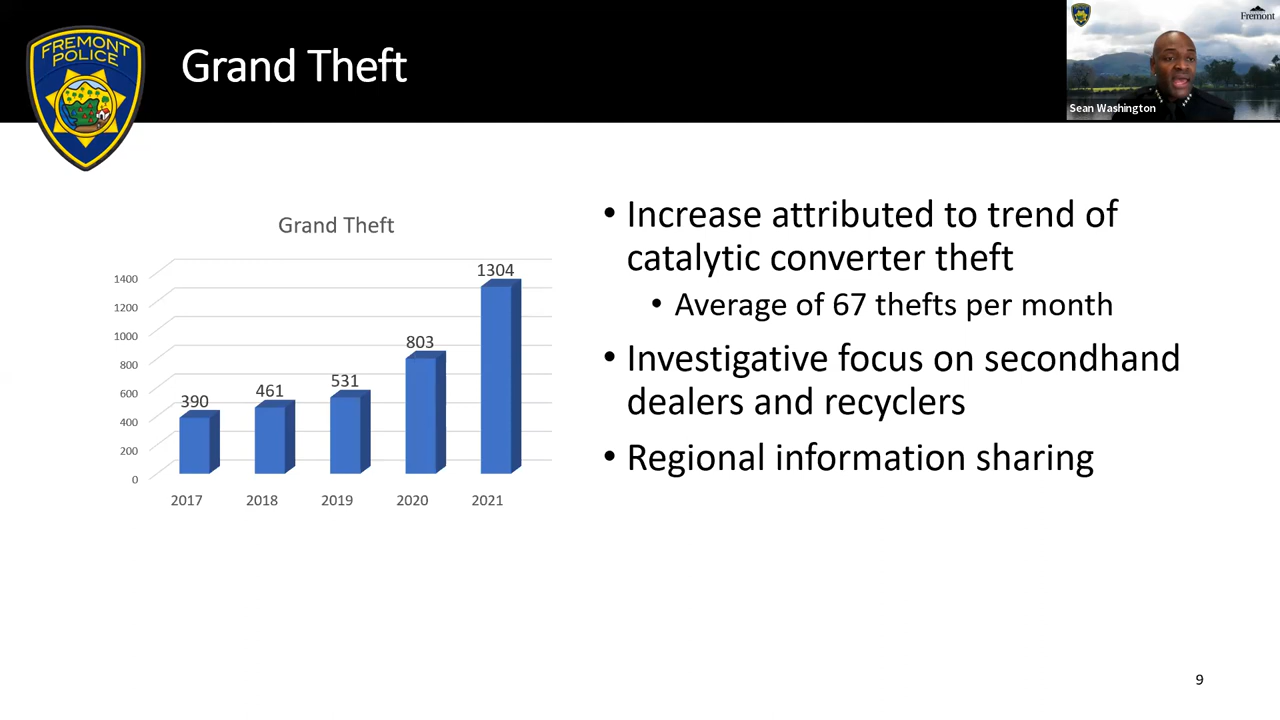 FREMONT
POLICE
Grand Theft
Fremont
Sean Washington
Grand Theft
1400
1200
1000
800
600
400
200
0
390
461
531
803
1304
2017
2018
2019
2020
2021
• Increase attributed to trend of
catalytic converter theft
• Average of 67 thefts per month
• Investigative focus on secondhand
dealers and recyclers
• Regional information sharing
9